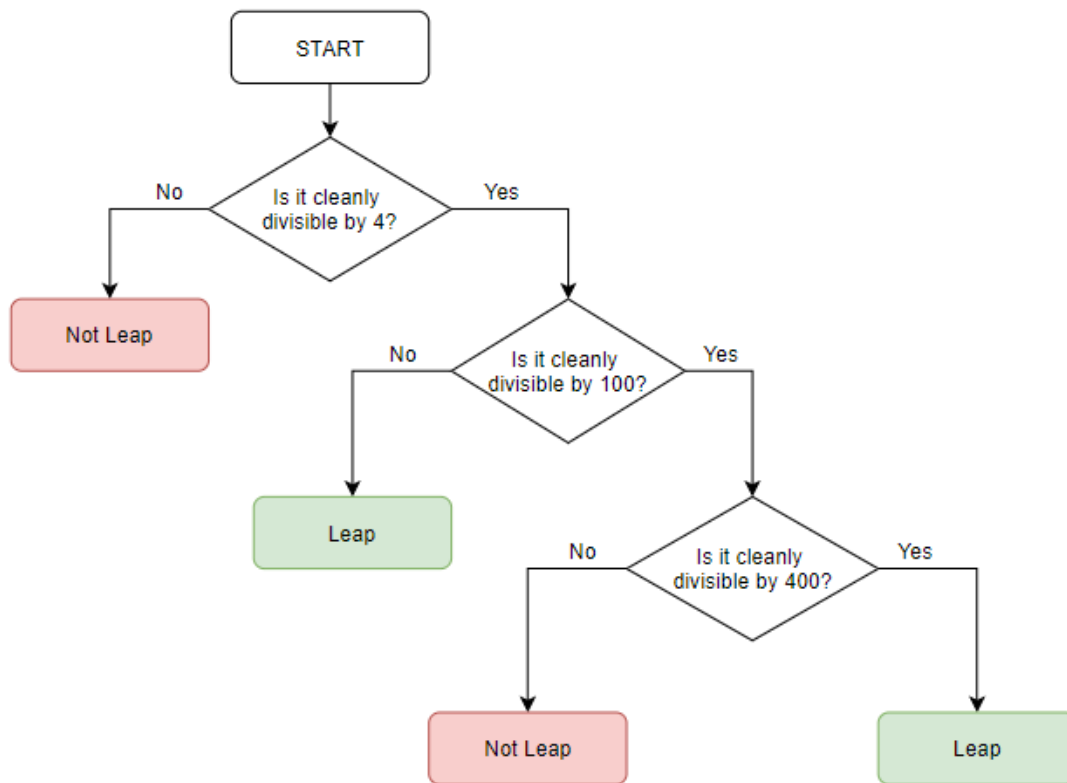 START
No
Yes
Is it cleanly
divisible by 4?
Not Leap
No
Yes
Is it cleanly
divisible by 100?
Leap
No
Yes
Is it cleanly
divisible by 400?
Not Leap
Leap